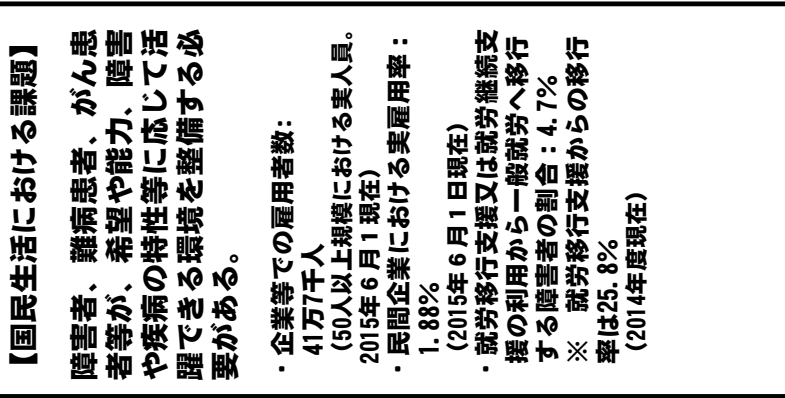 【国民生活における課題】
障害者、難病患者、がん患
者等が、希望や能力、障害
や疾病の特性等に応じて活
躍できる環境を整備する必
要がある。
・企業等での雇用者数：
41万7千人
（50人以上規模における実人員。
2015年６月１現在）
・民間企業における実雇用率：
1.88%
（2015年６月１日現在）
・就労移行支援又は就労継続支
援の利用から一般就労へ移行
する障害者の割合：4.7%
※　就労移行支援からの移行
率は25.8%
（2014年度現在）